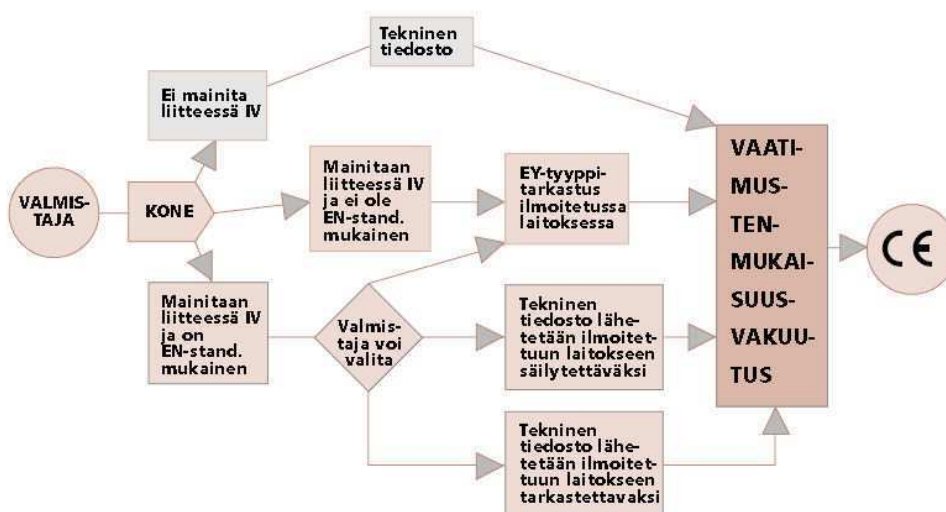 Tekninen
tiedosto
Ei mainita
liitteessä IV
VALMIS-
TAJA
KONE
Mainitaan
liitteessä IV
ja ei ole
EN-stand.
mukainen
EY-tyyppi-
tarkastus
ilmoitetussa
laitoksessa
Mainitaan
liitteessä IV
ja on
EN-stand.
mukainen
Valmis-
taja voi
valita
Tekninen
tiedosto lähe-
tetään ilmoitet-
tuun laitokseen
säilytettäväksi
Tekninen
tiedosto lähe-
tetään ilmoitet-
tuun laitokseen
tarkastettavaksi
VAATI-
MUS-
TEN-
MUKAI-
SUUS-
VAKUU-
TUS
CE